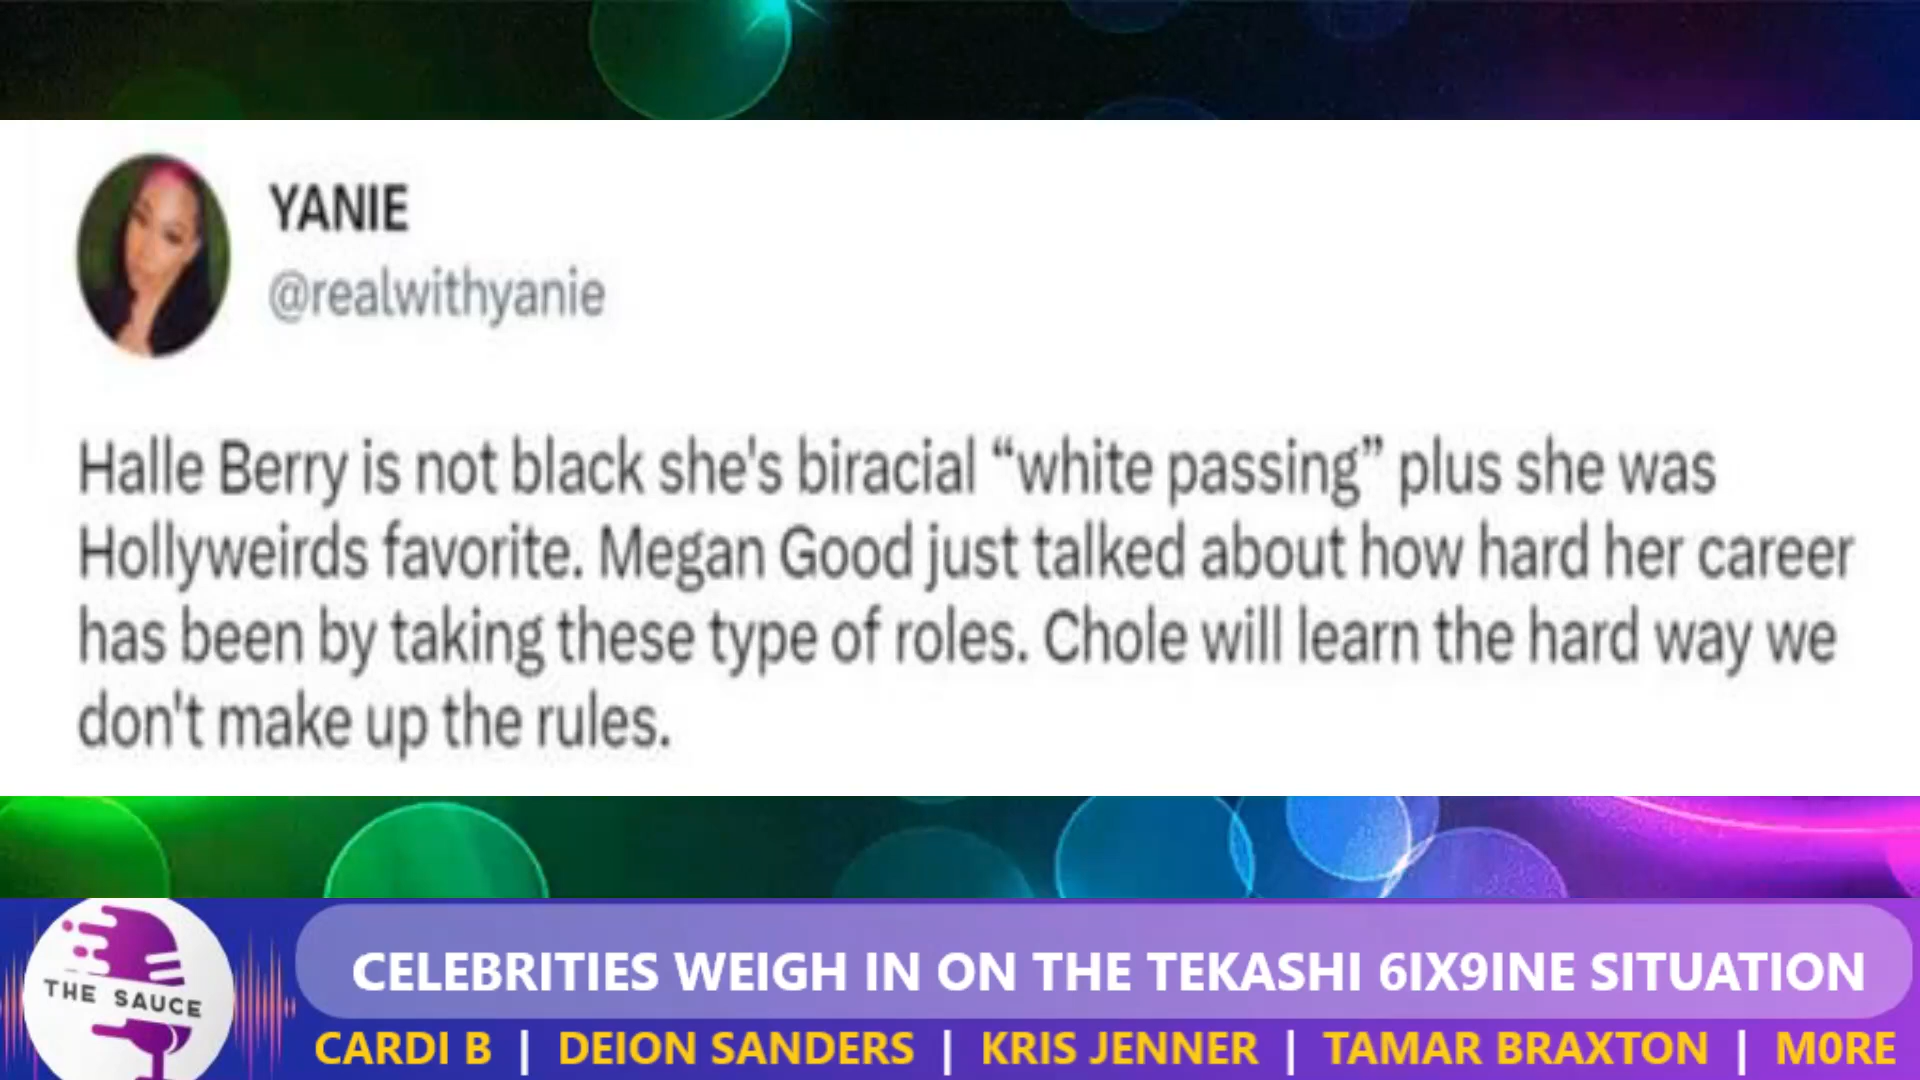 YANIE
@realwithyanie
Halle Berry is not black she's biracial “white passing” plus she was
Hollyweirds favorite. Megan Good just talked about how hard her career
has been by taking these type of roles. Chole will learn the hard way we
don't make up the rules.
THE SAUCE
CELEBRITIES WEIGH IN ON THE TEKASHI 6IX9INE SITUATION
CARDI B | DEION SANDERS | KRIS JENNER | TAMAR BRAXTON | M0RE